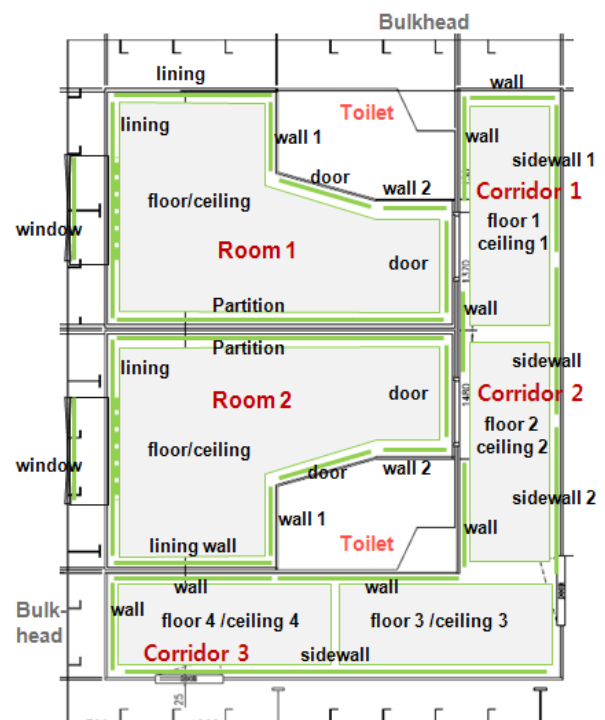 Bulkhead
lining
wall
lining
Toilet
wall 1
wall
sidewall 1
door
wall 2
Corridor 1
floor/ceiling
floor 1
ceiling 1
window
Room 1
door
1370
Partition
wall
Partition
lining
sidewall
Room 2
door
Corridor 2
1480
floor 2
ceiling 2
floor/ceiling
window
door
wall 2
sidewall 2
wall 1
wall
lining wall
Toilet
wall
wall
Bulk-
head
wall
floor 4 /ceiling 4
floor 3 /ceiling 3
Corridor 3
sidewall
25